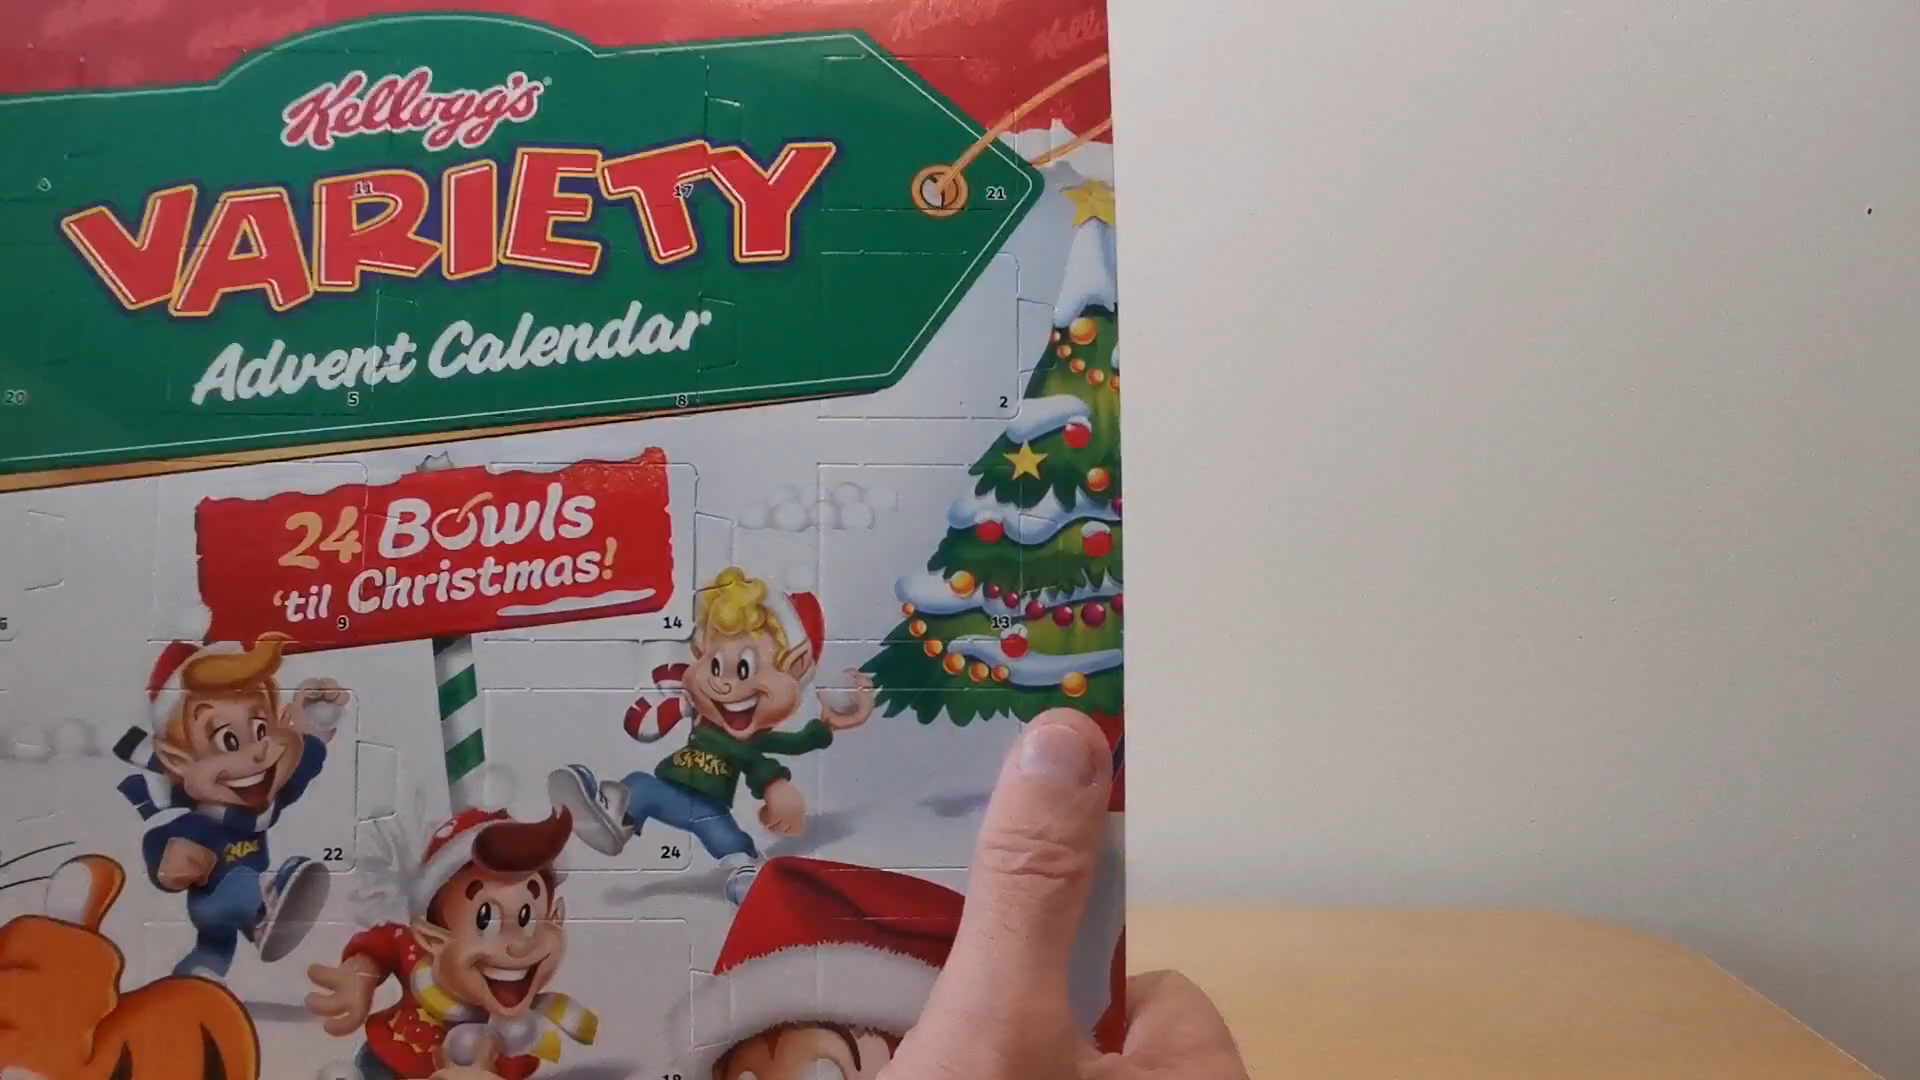 Kellogg's
VARIETY
4
11
17
21
Advent Calendar
20
5
8
2
24 Bowls
'til Christmas!
9
14
13
22
24